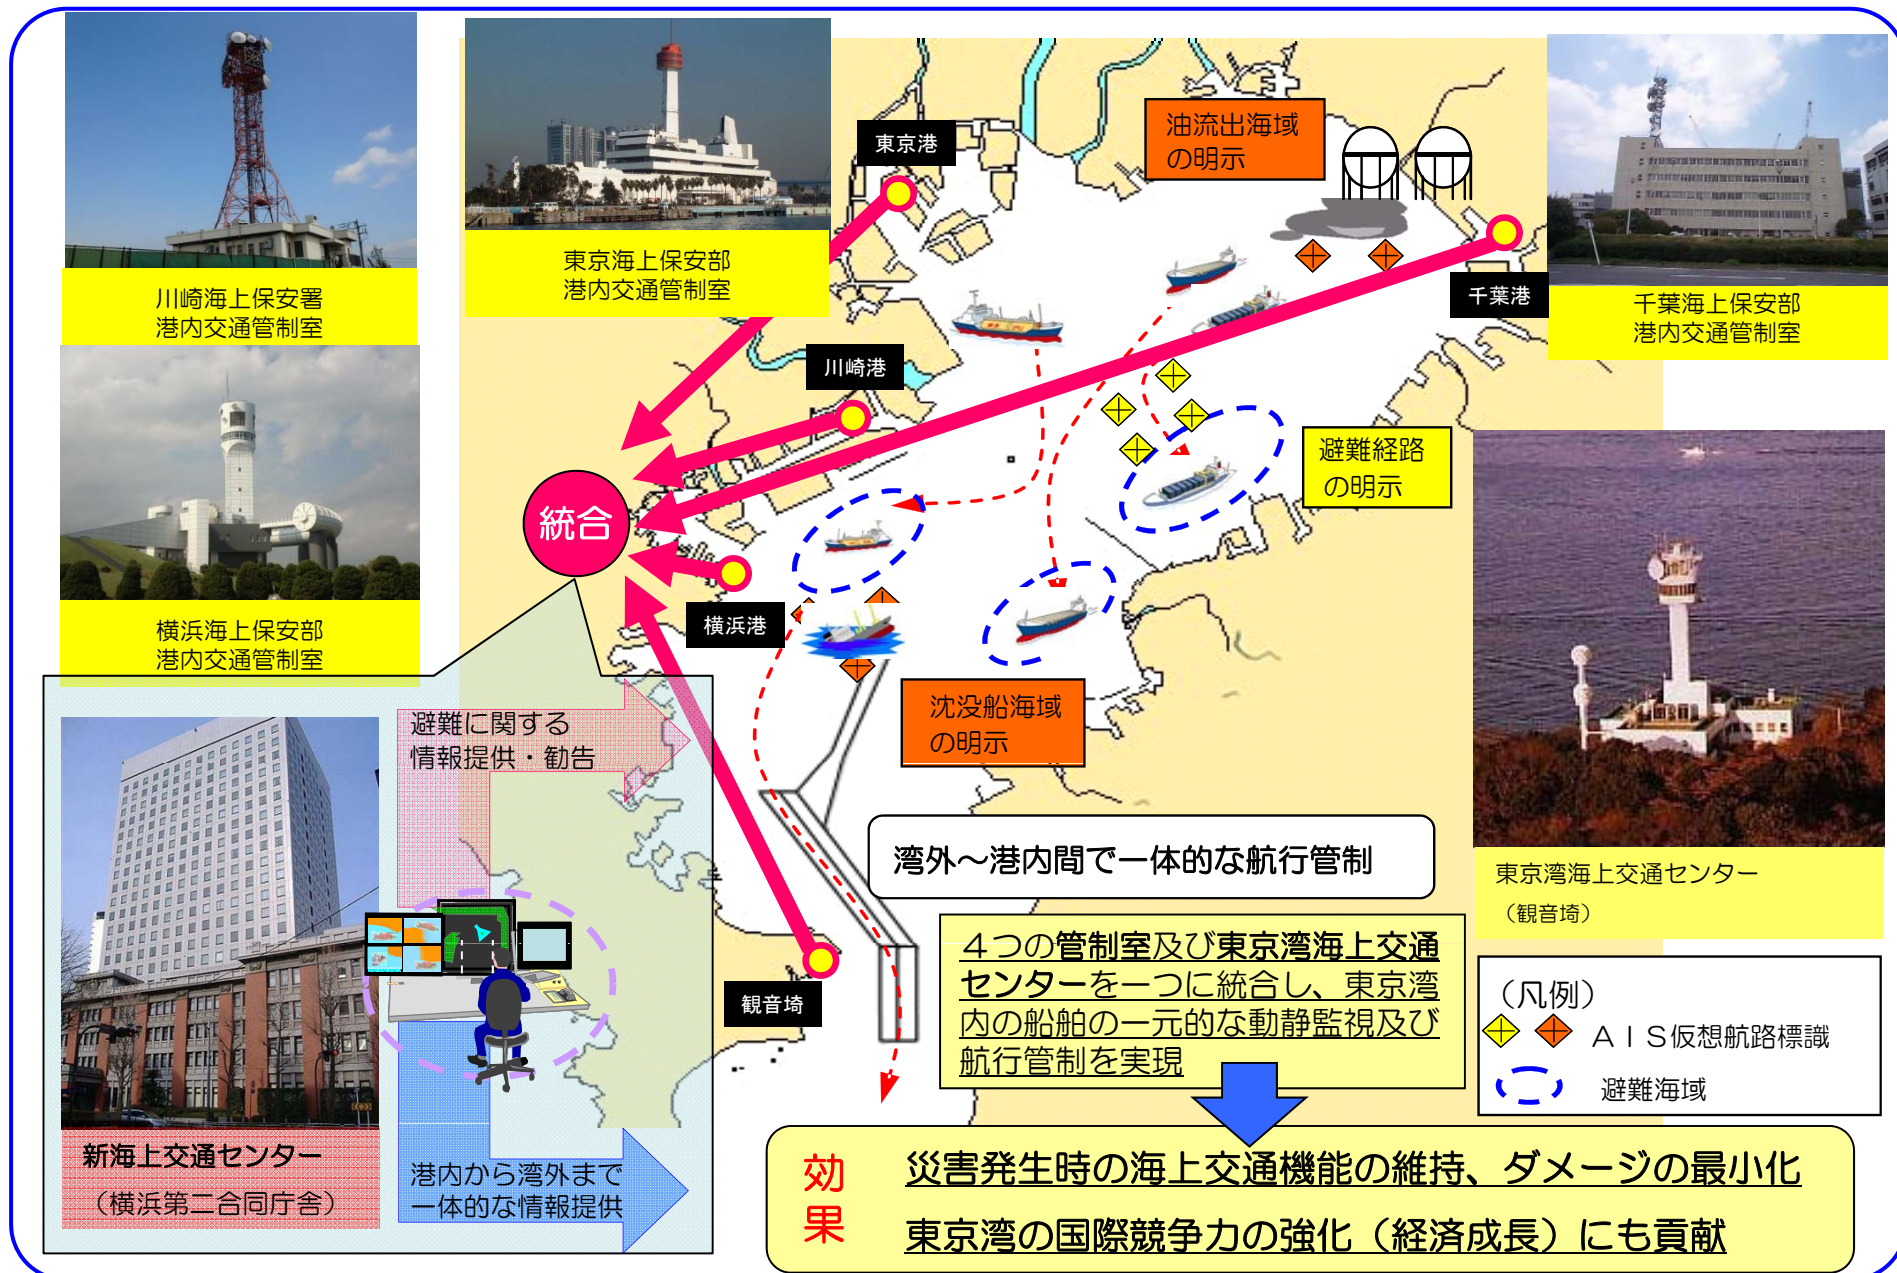 川崎海上保安署
港内交通管制室
東京海上保安部
港内交通管制室
千葉海上保安部
港内交通管制室
横浜海上保安部
港内交通管制室
東京港
油流出海域
の明示
千葉港
川崎港
避難経路
の明示
統合
横浜港
沈没船海域
の明示
避難に関する
情報提供・勧告
湾外～港内間で一体的な航行管制
東京湾海上交通センター
（観音埼）
観音埼
４つの管制室及び東京湾海上交通
センターを一つに統合し、東京湾
内の船舶の一元的な動静監視及び
航行管制を実現
（凡例）
ＡＩＳ仮想航路標識
避難海域
新海上交通センター
（横浜第二合同庁舎）
港内から湾外まで
一体的な情報提供
効果
災害発生時の海上交通機能の維持、ダメージの最小化
東京湾の国際競争力の強化（経済成長）にも貢献